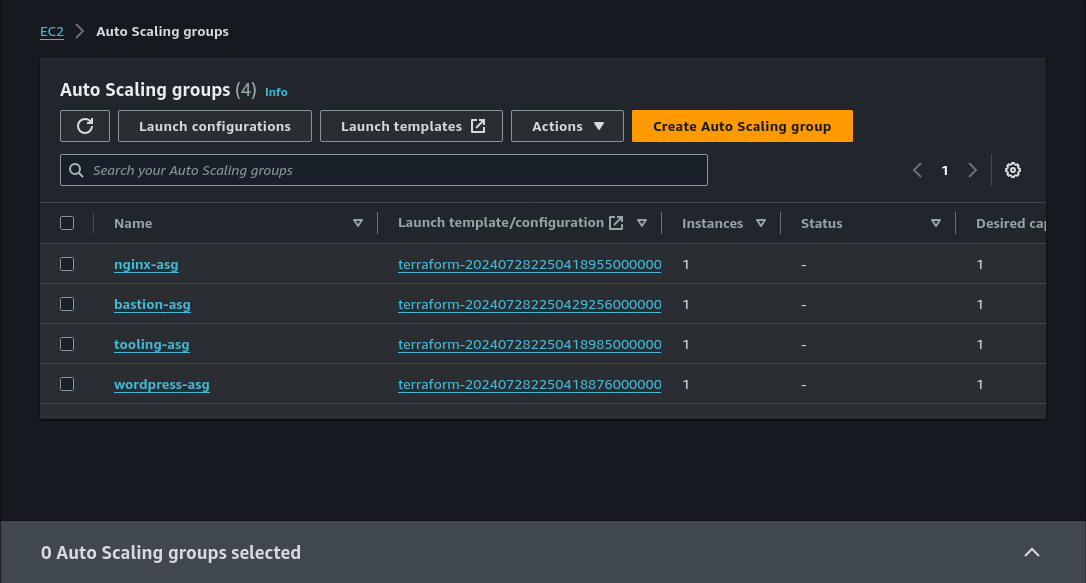 EC2 Auto Scaling groups
Auto Scaling groups (4) Info
Launch configurations Launch templates Actions Create Auto Scaling group
Search your Auto Scaling groups 1
Name Launch template/configuration Instances Status Desired cap
nginx-asg terraform-202407282250418955000000 1 - 1
bastion-asg terraform-202407282250429256000000 1 - 1
tooling-asg terraform-202407282250418985000000 1 - 1
wordpress-asg terraform-202407282250418876000000 1 - 1
0 Auto Scaling groups selected